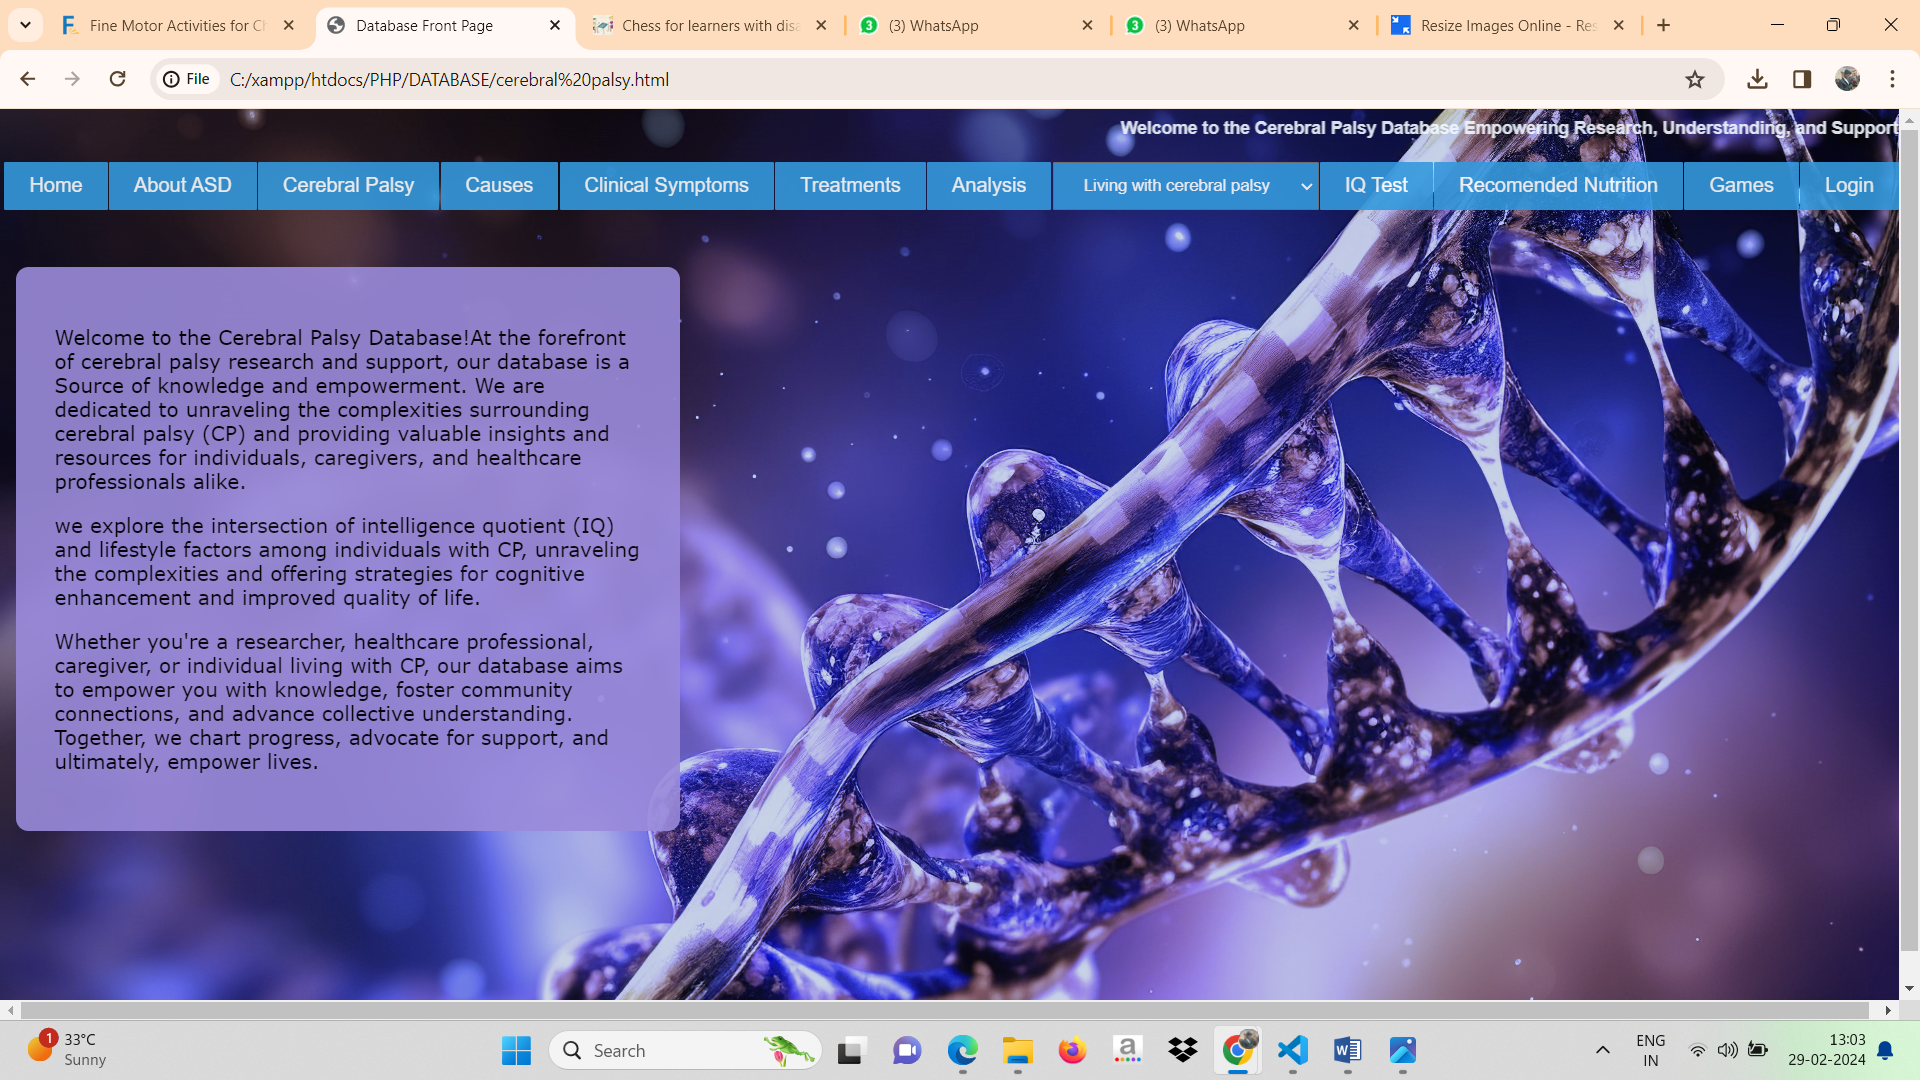 Fine Motor Activities for Ch
Database Front Page
Chess for learners with disa
(3) WhatsApp
(3) WhatsApp
Resize Images Online - Res
File
C:/xampp/htdocs/PHP/DATABASE/cerebral%20palsy.html
Welcome to the Cerebral Palsy Database Empowering Research, Understanding, and Support
Home
About ASD
Cerebral Palsy
Causes
Clinical Symptoms
Treatments
Analysis
Living with cerebral palsy
IQ Test
Recomended Nutrition
Games
Login
Welcome to the Cerebral Palsy Database!At the forefront
of cerebral palsy research and support, our database is a
Source of knowledge and empowerment. We are
dedicated to unraveling the complexities surrounding
cerebral palsy (CP) and providing valuable insights and
resources for individuals, caregivers, and healthcare
professionals alike.
we explore the intersection of intelligence quotient (IQ)
and lifestyle factors among individuals with CP, unraveling
the complexities and offering strategies for cognitive
enhancement and improved quality of life.
Whether you're a researcher, healthcare professional,
caregiver, or individual living with CP, our database aims
to empower you with knowledge, foster community
connections, and advance collective understanding.
Together, we chart progress, advocate for support, and
ultimately, empower lives.
1
33°C
Sunny
Search
ENG
IN
13:03
29-02-2024